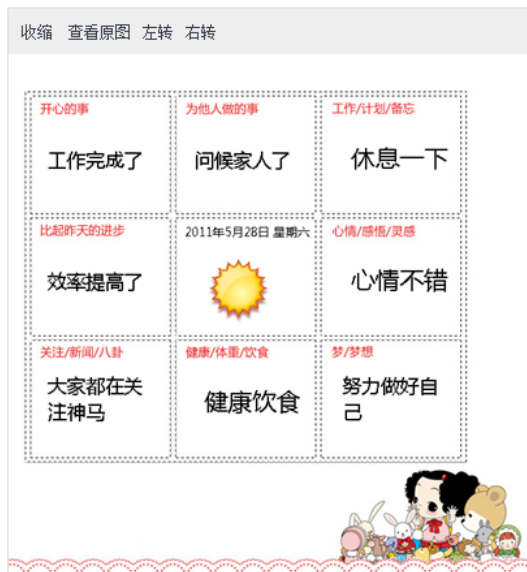 收缩 查看原图 左转 右转
开心的事 为他人做的事 工作/计划/备忘
工作完成了 问候家人了 休息一下
比起昨天的进步 2011年5月28日 星期六 心情/感悟/灵感
效率提高了 心情不错
关注/新闻/八卦 健康/体重/饮食 梦/梦想
大家都在关
注神马
健康饮食
努力做好自
己